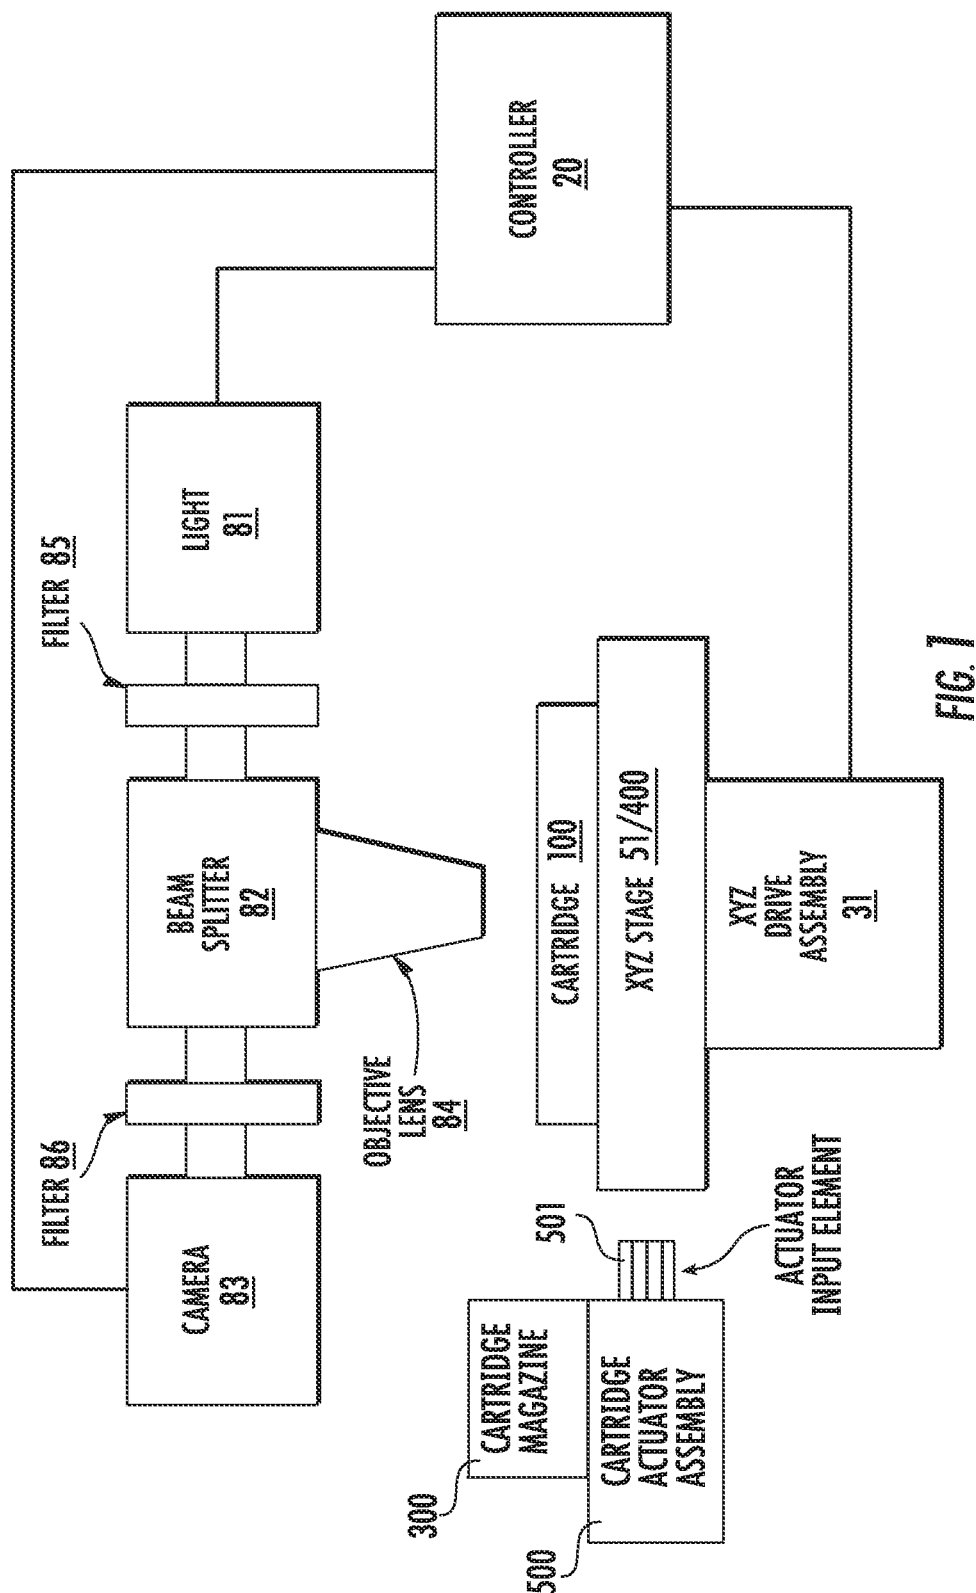 FILTER 86
FILTER 85
CAMERA
83
BEAM
SPLITTER
82
LIGHT
81
OBJECTIVE
LENS
84
CONTROLLER
20
300
CARTRIDGE
MAGAZINE
501
CARTRIDGE 100
XYZ STAGE 51/400
500
CARTRIDGE
ACTUATOR
ASSEMBLY
ACTUATOR
INPUT ELEMENT
XYZ
DRIVE
ASSEMBLY
31
FIG. 1